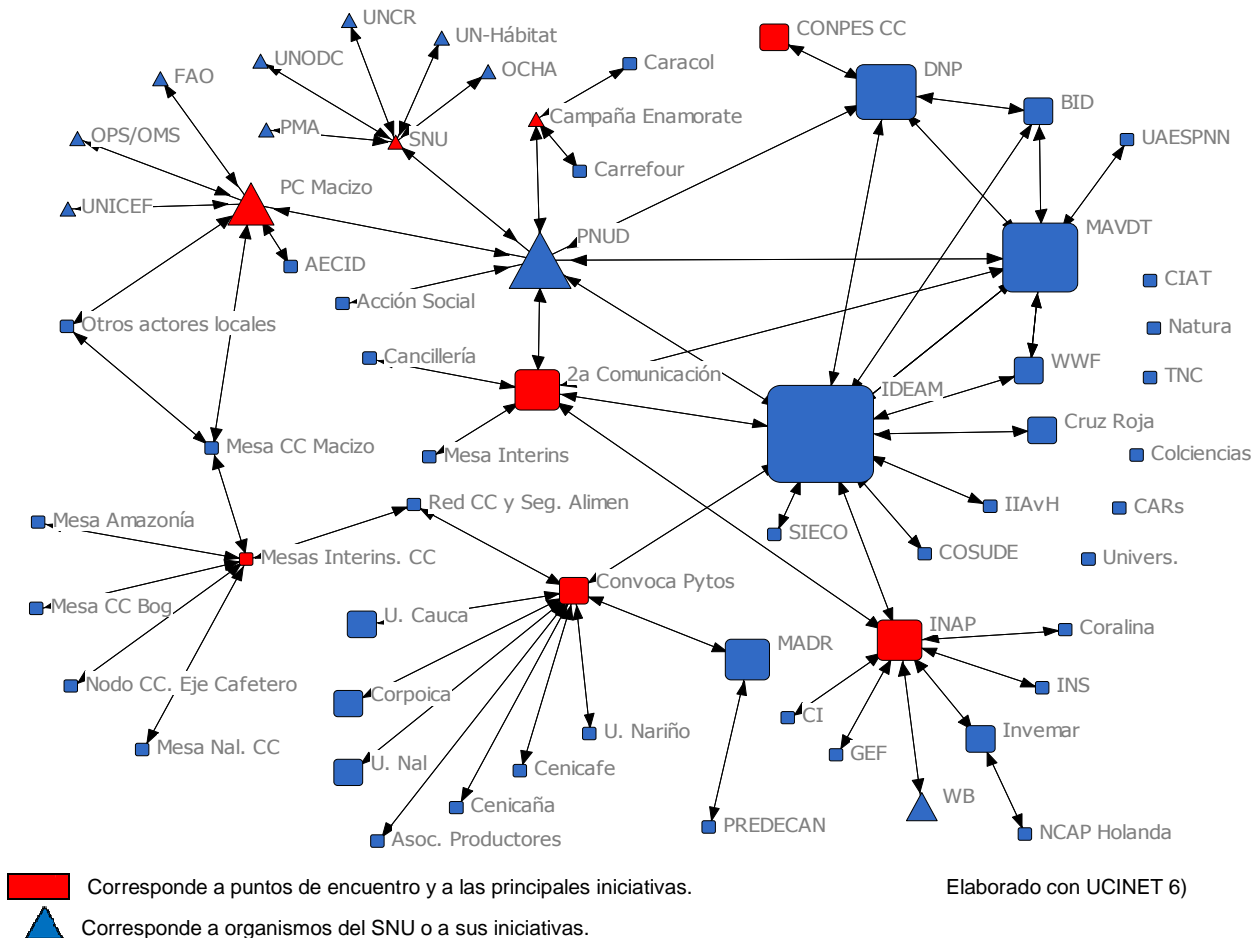 UNCR
CONPES CC
UN-Hábitat
UNODC
OCHA
Caracol
DNP
FAO
BID
Campaña Enamorate
PMA
SNU
OPS/OMS
UAESPNN
Carrefour
PC Macizo
UNICEF
PNUD
MAVDT
AECID
CIAT
Acción Social
Otros actores locales
Natura
Cancillería
2a Comunicación
WWF
TNC
IDEAM
Cruz Roja
Mesa CC Macizo
Mesa Interins
Colciencias
Red CC y Seg. Alimen
IIAvH
CARs
Mesa Amazonía
SIECO
Mesas Interins. CC
COSUDE
Univers.
Convoca Pytos
Mesa CC Bog
U. Cauca
INAP
Coralina
MADR
Nodo CC. Eje Cafetero
Corpoica
INS
CI
U. Nariño
Invemar
Mesa Nal. CC
GEF
U. Nal
Cenicafe
WB
Cenicaña
PREDECAN
NCAP Holanda
Asoc. Productores
Corresponde a puntos de encuentro y a las principales iniciativas.
Elaborado con UCINET 6)
Corresponde a organismos del SNU o a sus iniciativas.